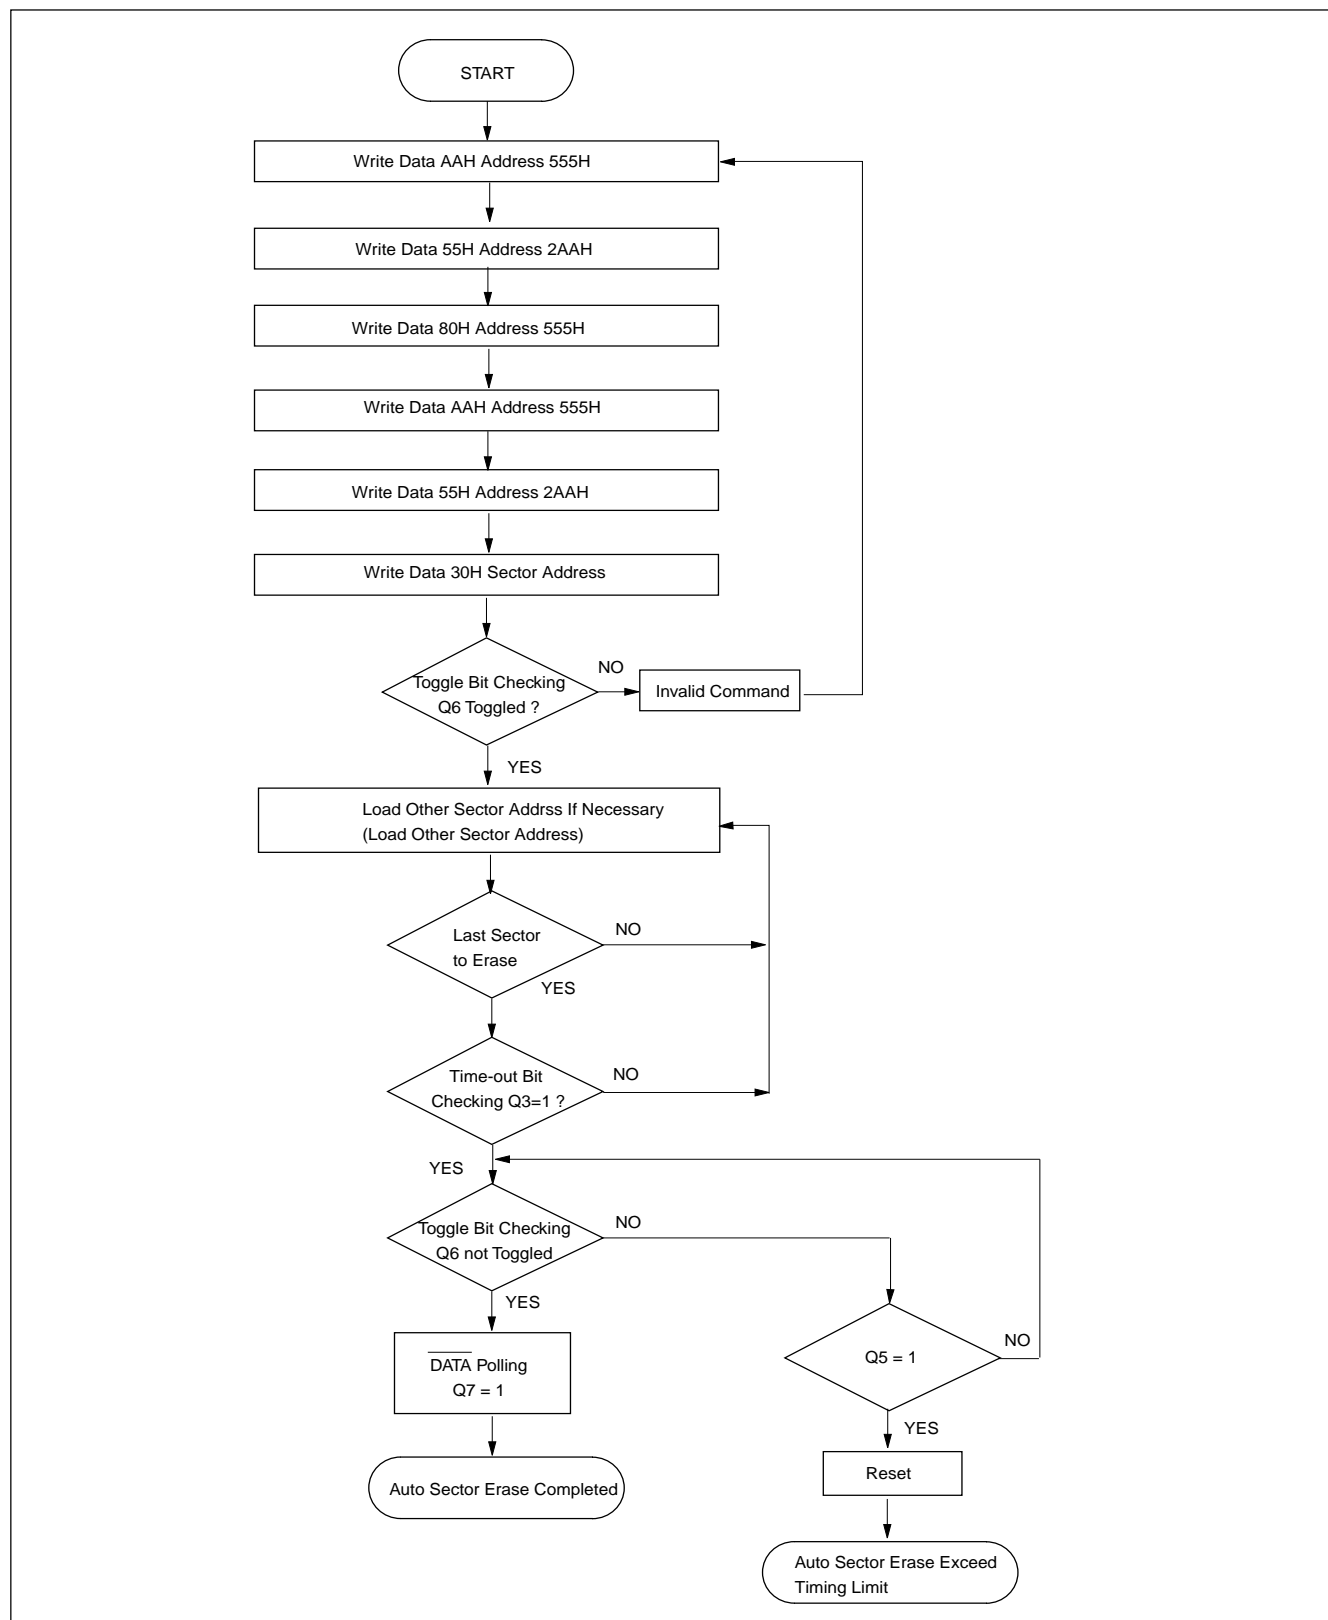 START
Write Data AAH Address 555H
Write Data 55H Address 2AAH
Write Data 80H Address 555H
Write Data AAH Address 555H
Write Data 55H Address 2AAH
Write Data 30H Sector Address
Toggle Bit Checking
Q6 Toggled ?
NO
Invalid Command
YES
Load Other Sector Addrss If Necessary
(Load Other Sector Address)
Last Sector
to Erase
NO
YES
Time-out Bit
Checking Q3=1 ?
NO
YES
Toggle Bit Checking
Q6 not Toggled
NO
YES
DATA Polling
Q7 = 1
Q5 = 1
NO
YES
Reset
Auto Sector Erase Completed
Auto Sector Erase Exceed
Timing Limit